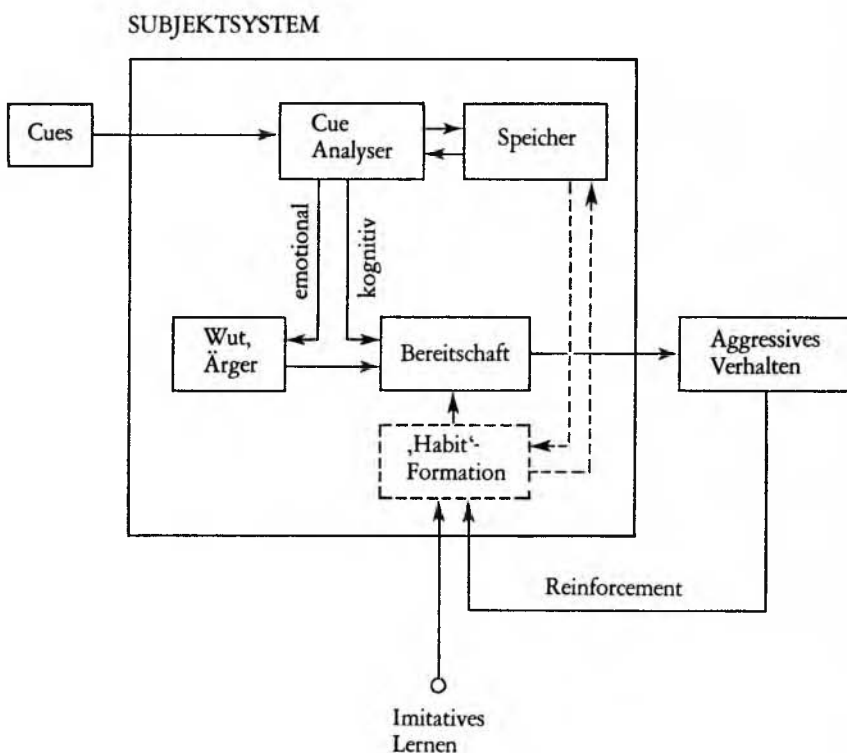 SUBJEKTSYSTEM
Cues
Cue
Analyser
Speicher
emotional
kognitiv
Wut,
Ärger
Bereitschaft
Aggressives
Verhalten
‚Habit‘-
Formation
Reinforcement
Imitatives
Lernen